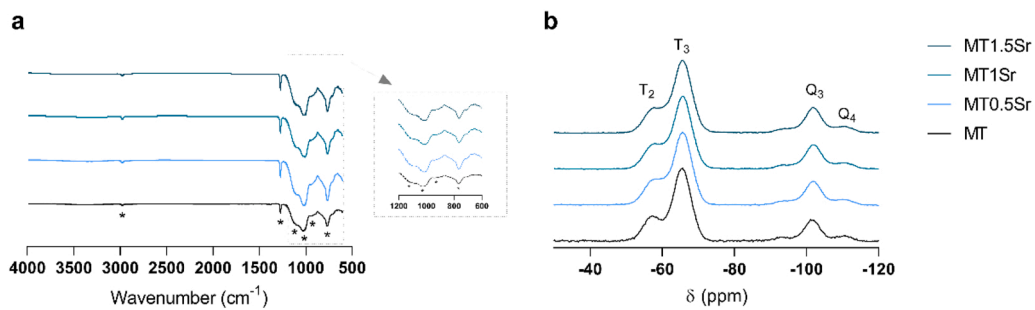 a
* * * * * *
4000 3500 3000 2500 2000 1500 1000 500
Wavenumber (cm⁻¹)
* * * *
1200 1000 800 600
b
T₂
T₃
Q₃
Q₄
-40 -60 -80 -100 -120
δ (ppm)
MT1.5Sr
MT1Sr
MT0.5Sr
MT